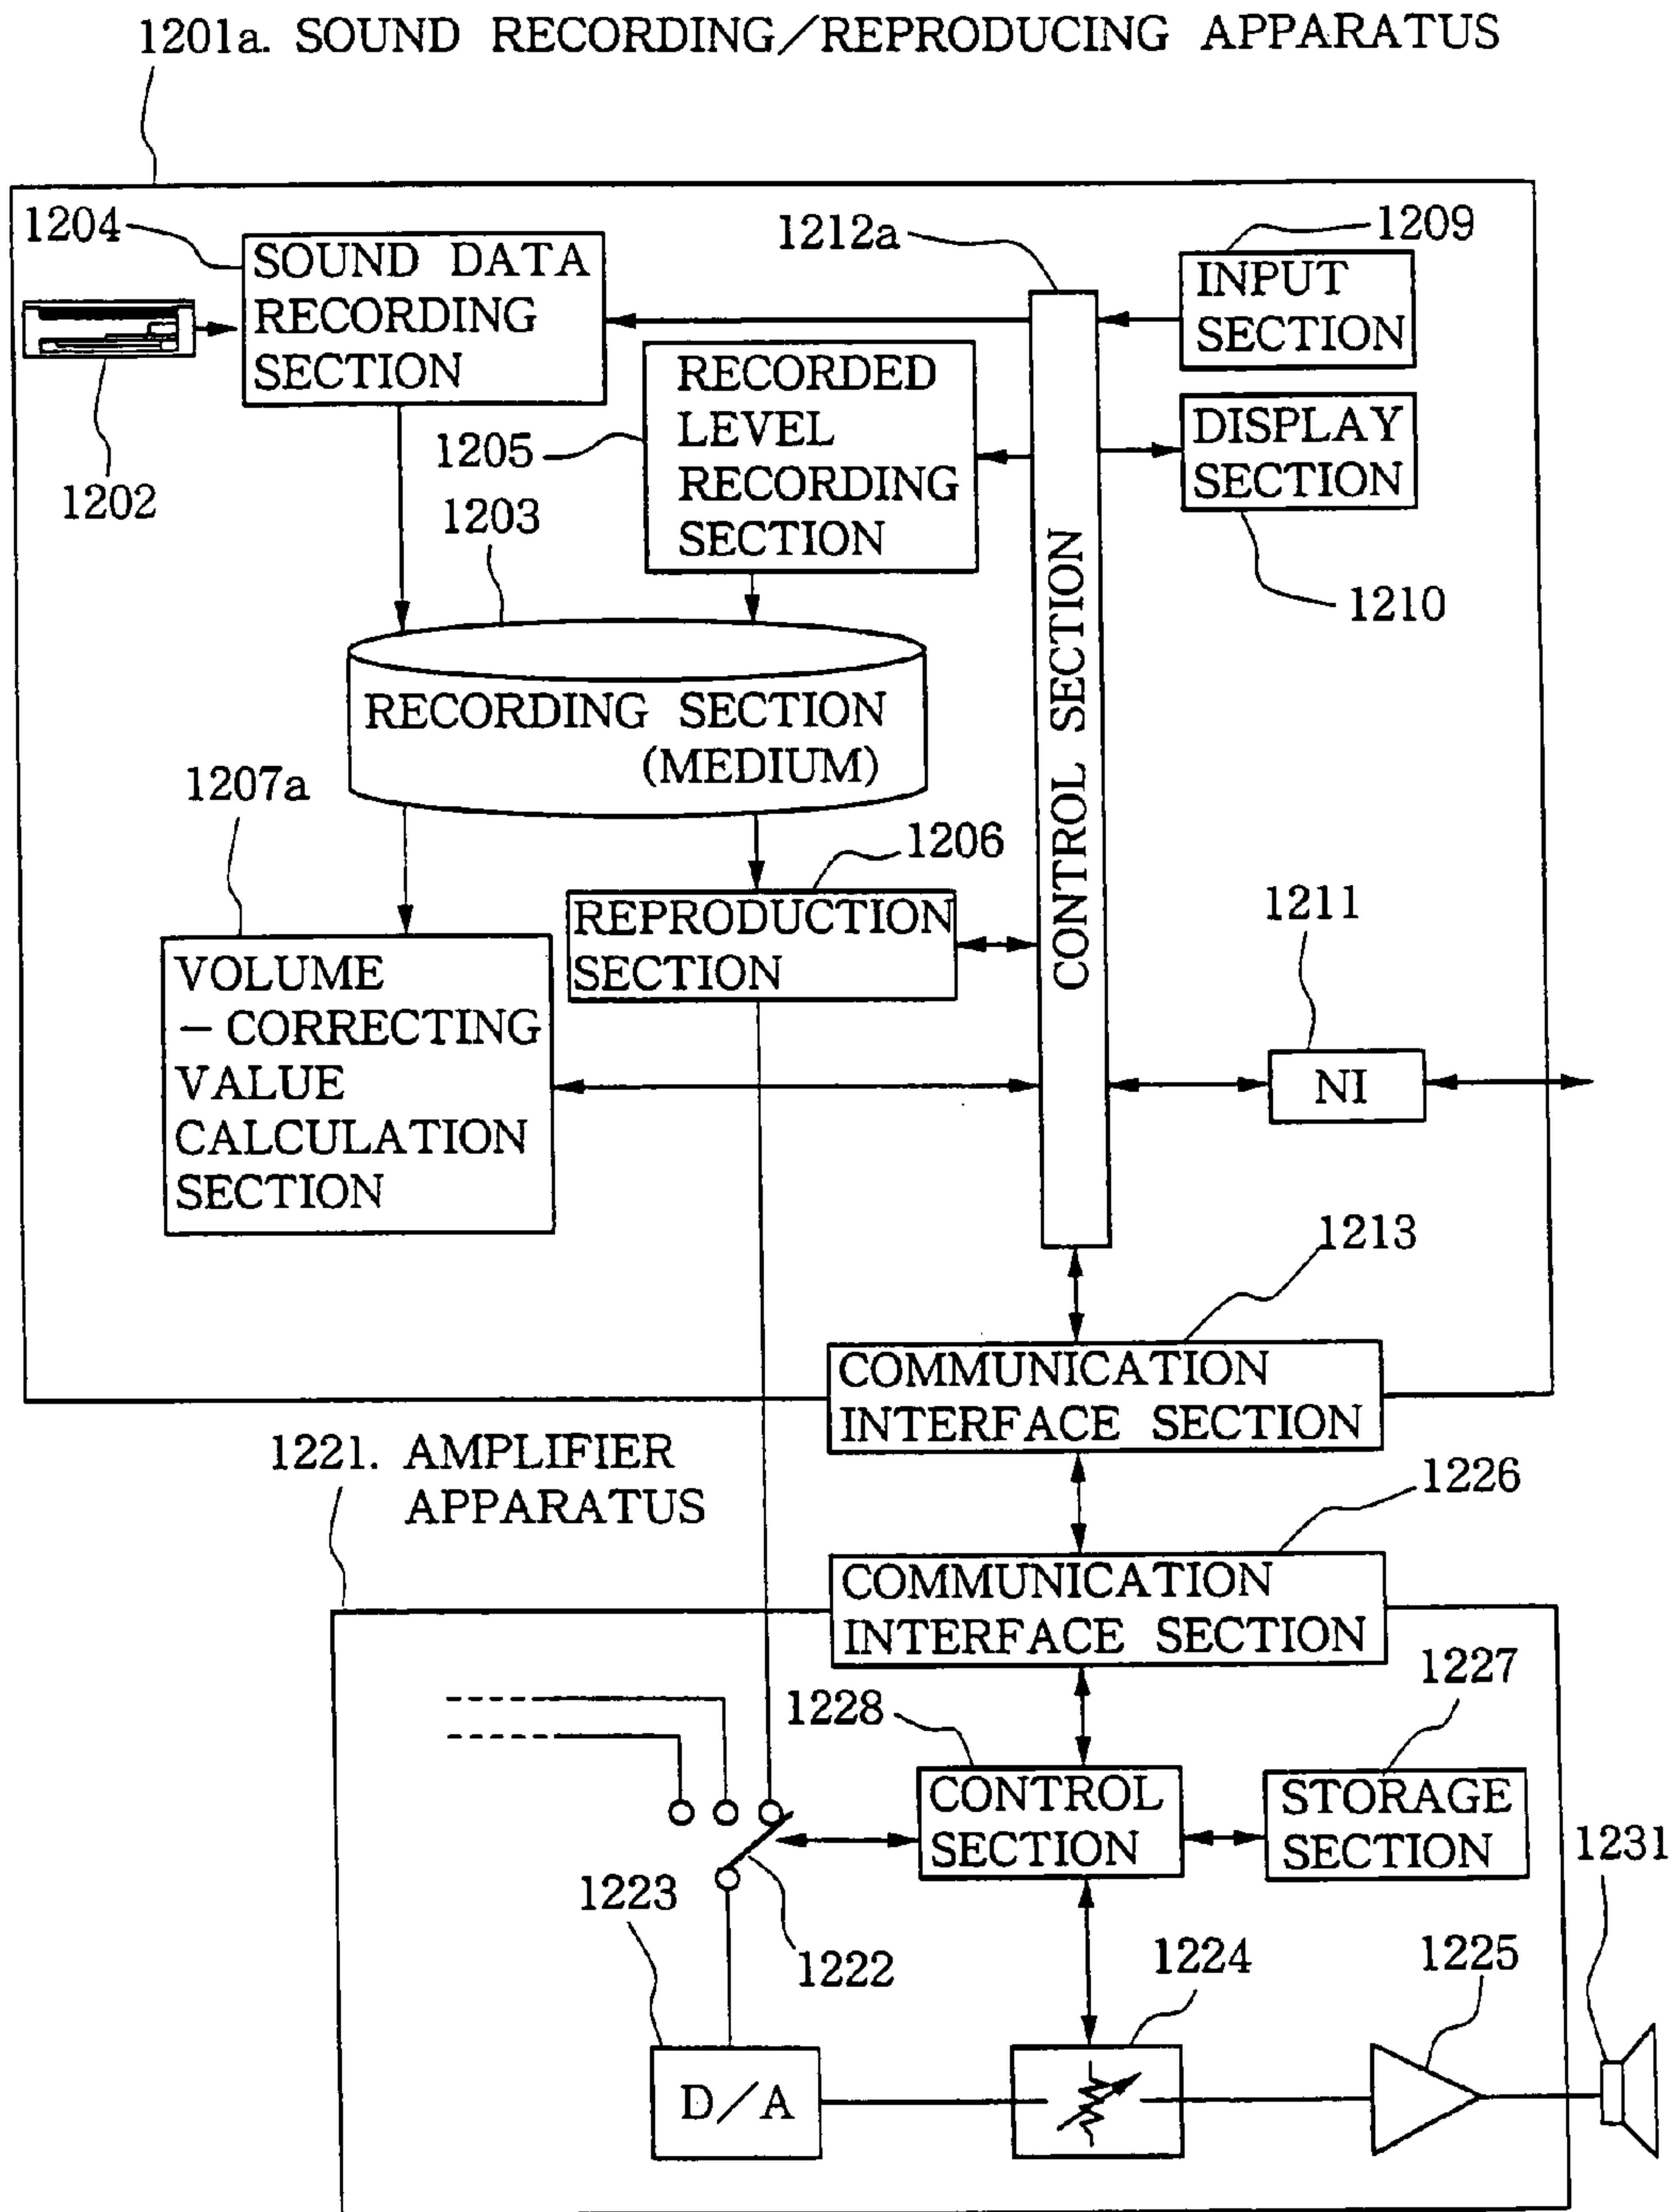 1201a. SOUND RECORDING/REPRODUCING APPARATUS
1204
SOUND DATA
RECORDING
SECTION
1212a
1209
INPUT
SECTION
1202
1205
RECORDED
LEVEL
RECORDING
SECTION
DISPLAY
SECTION
1210
1203
RECORDING SECTION
(MEDIUM)
CONTROL SECTION
1207a
VOLUME
-CORRECTING
VALUE
CALCULATION
SECTION
1206
REPRODUCTION
SECTION
1211
NI
1213
COMMUNICATION
INTERFACE SECTION
1221. AMPLIFIER
APPARATUS
1226
COMMUNICATION
INTERFACE SECTION
1228
CONTROL
SECTION
1227
STORAGE
SECTION
1231
1223
D/A
1222
1224
1225